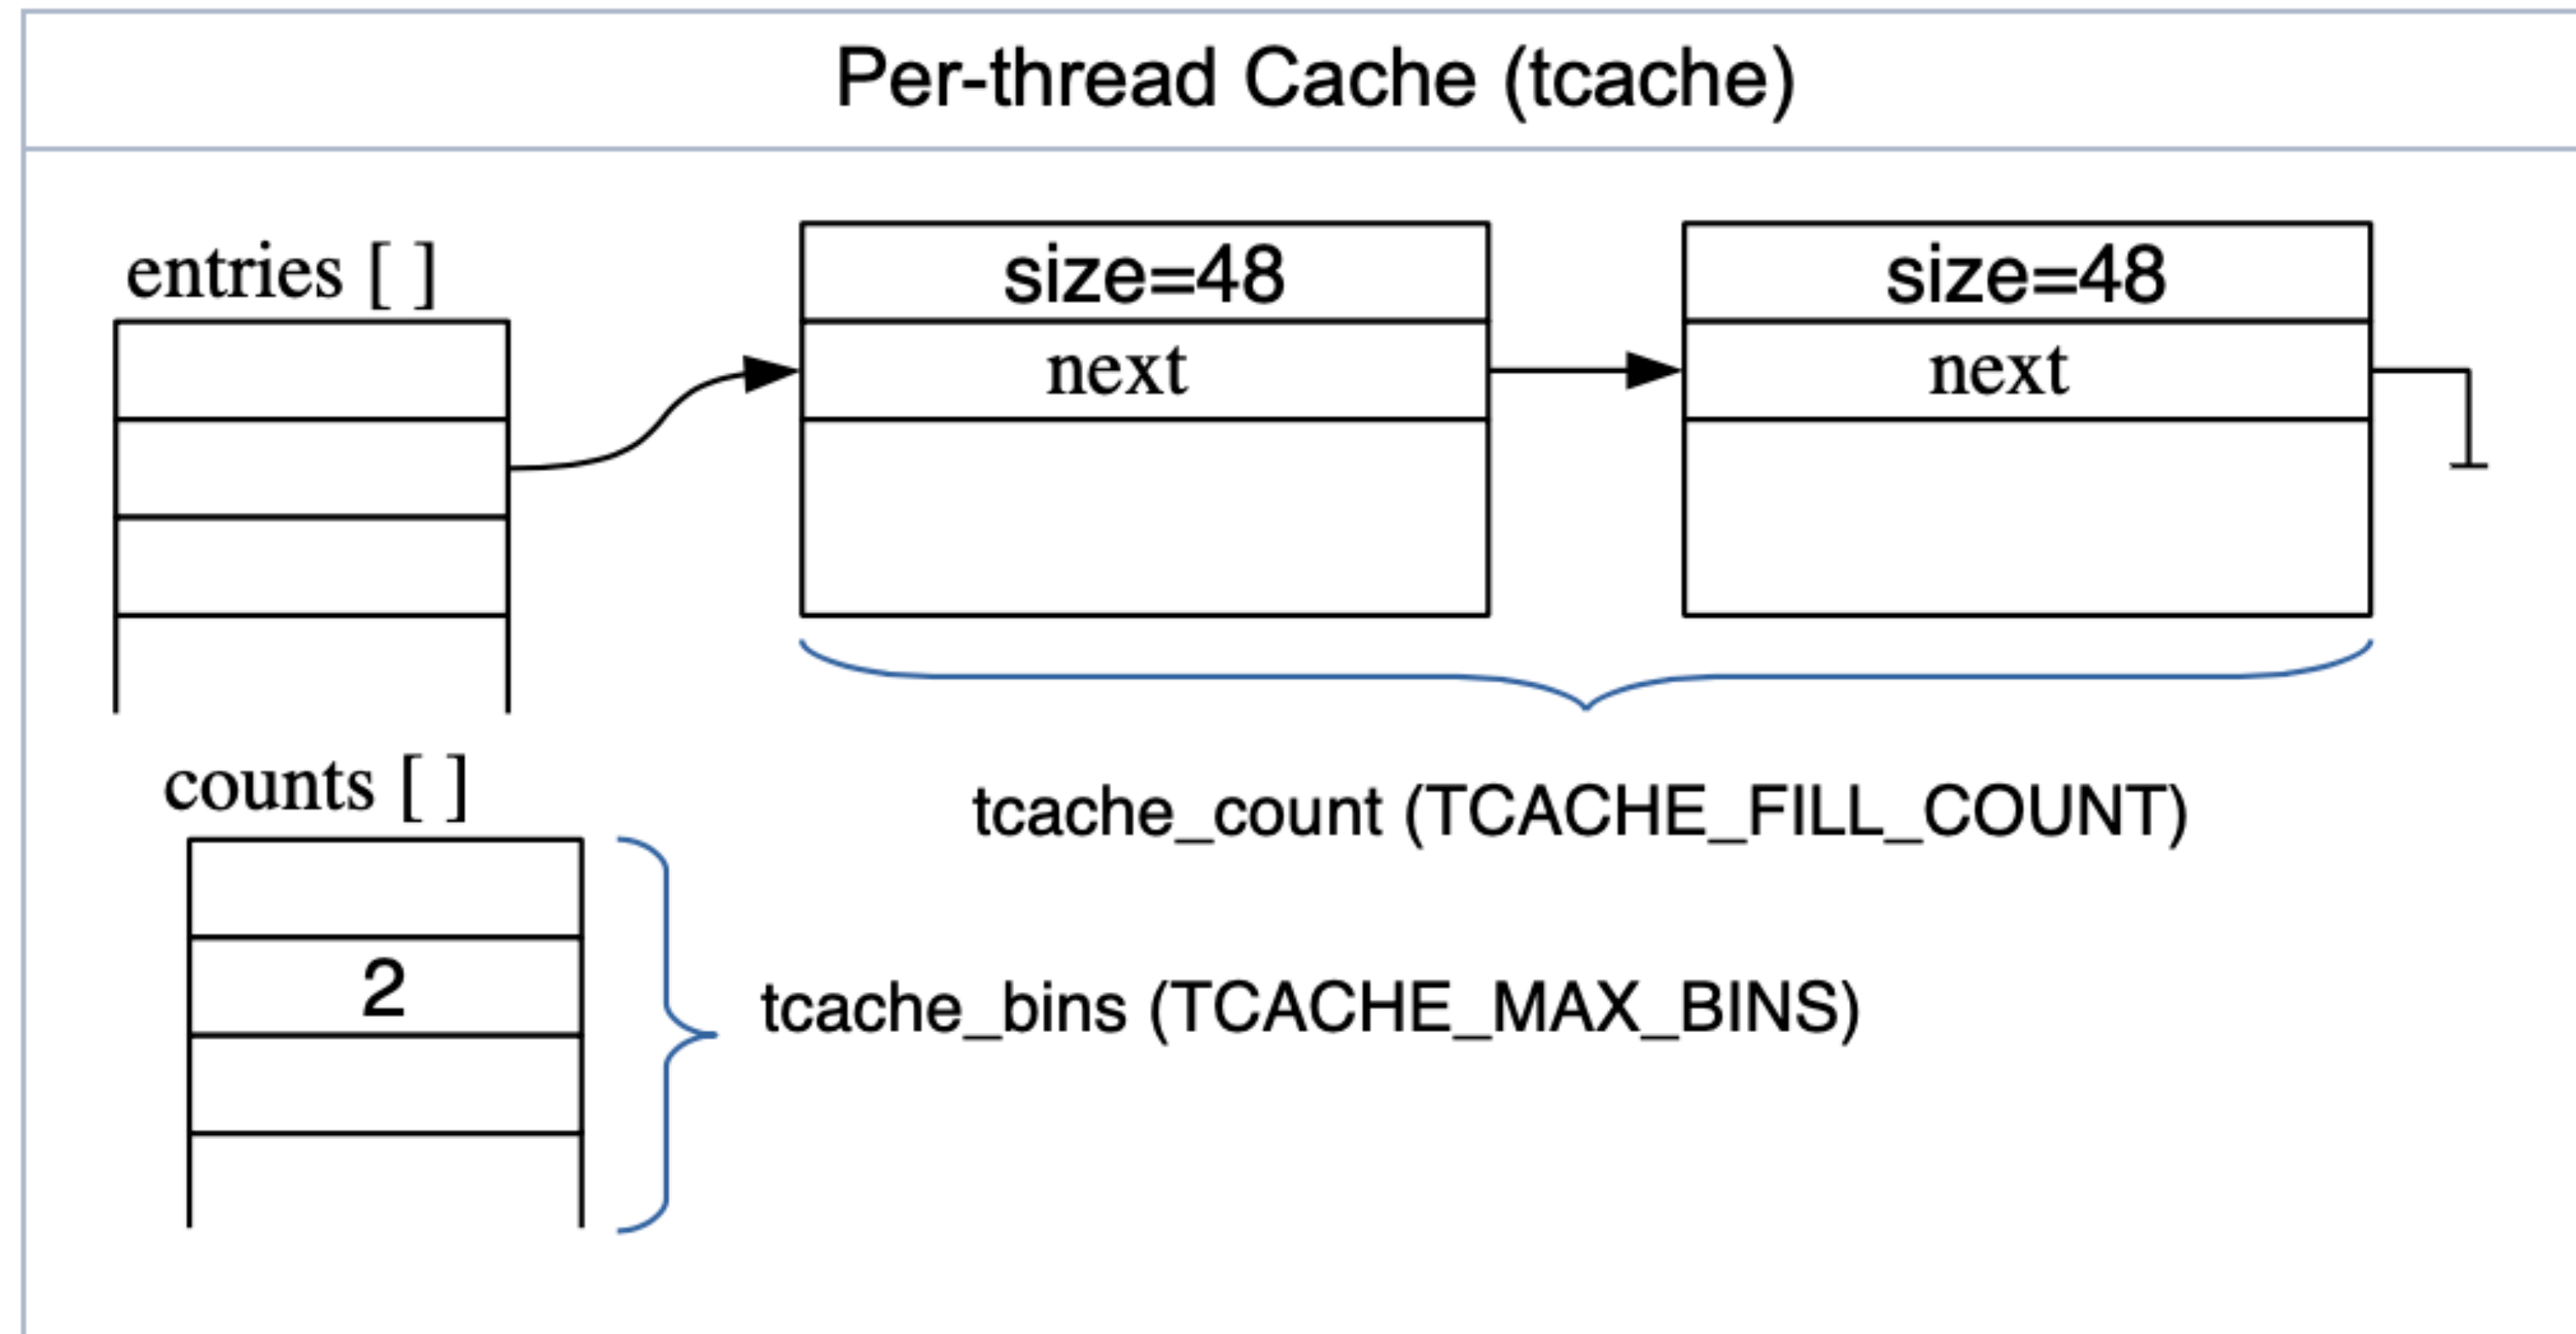 Per-thread Cache (tcache)
entries [ ]
size=48
size=48
next
next
counts [ ]
tcache_count (TCACHE_FILL_COUNT)
2
tcache_bins (TCACHE_MAX_BINS)